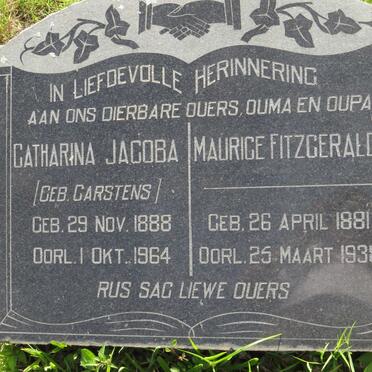 IN LIEFDEVOLLE HERINNERING
AAN ONS DIERBARE OUERS, OUMA EN OUPA
CATHARINA JACOBA
[GEB. CARSTENS]
GEB. 29 NOV. 1888
OORL. 1 OKT. 1964
MAURICE FITZGERALD
GEB. 26 APRIL 1881
OORL. 25 MAART
RUS SAG LIEWE OUERS